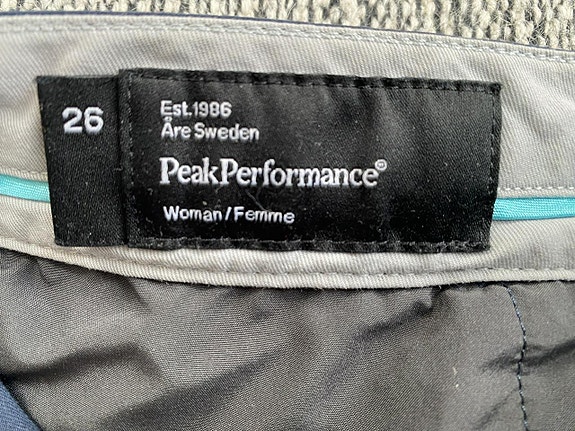 26
Est.1986
Åre Sweden
PeakPerformance®
Woman/Femme